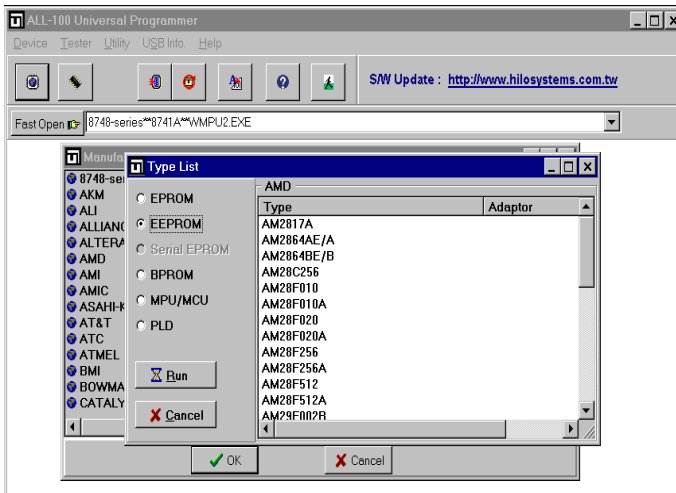 ALL-100 Universal Programmer
Device Tester Utility USB Info. Help
S/W Update : http://www.hilosystems.com.tw
Fast Open 8748-series**8741A**WMPU2.EXE
Manufa
8748-se
AKM
ALI
ALLIANC
ALTERA
AMD
AMI
AMIC
ASAHI-K
AT&T
ATC
ATMEL
BMI
BOWMA
CATALY
Type List
EPROM
EEPROM
Serial EPROM
BPROM
MPU/MCU
PLD
Run
Cancel
AMD
Type Adaptor
AM2817A
AM2864AE/A
AM2864BE/B
AM28C256
AM28F010
AM28F010A
AM28F020
AM28F020A
AM28F256
AM28F256A
AM28F512
AM28F512A
AM29F002B
OK Cancel